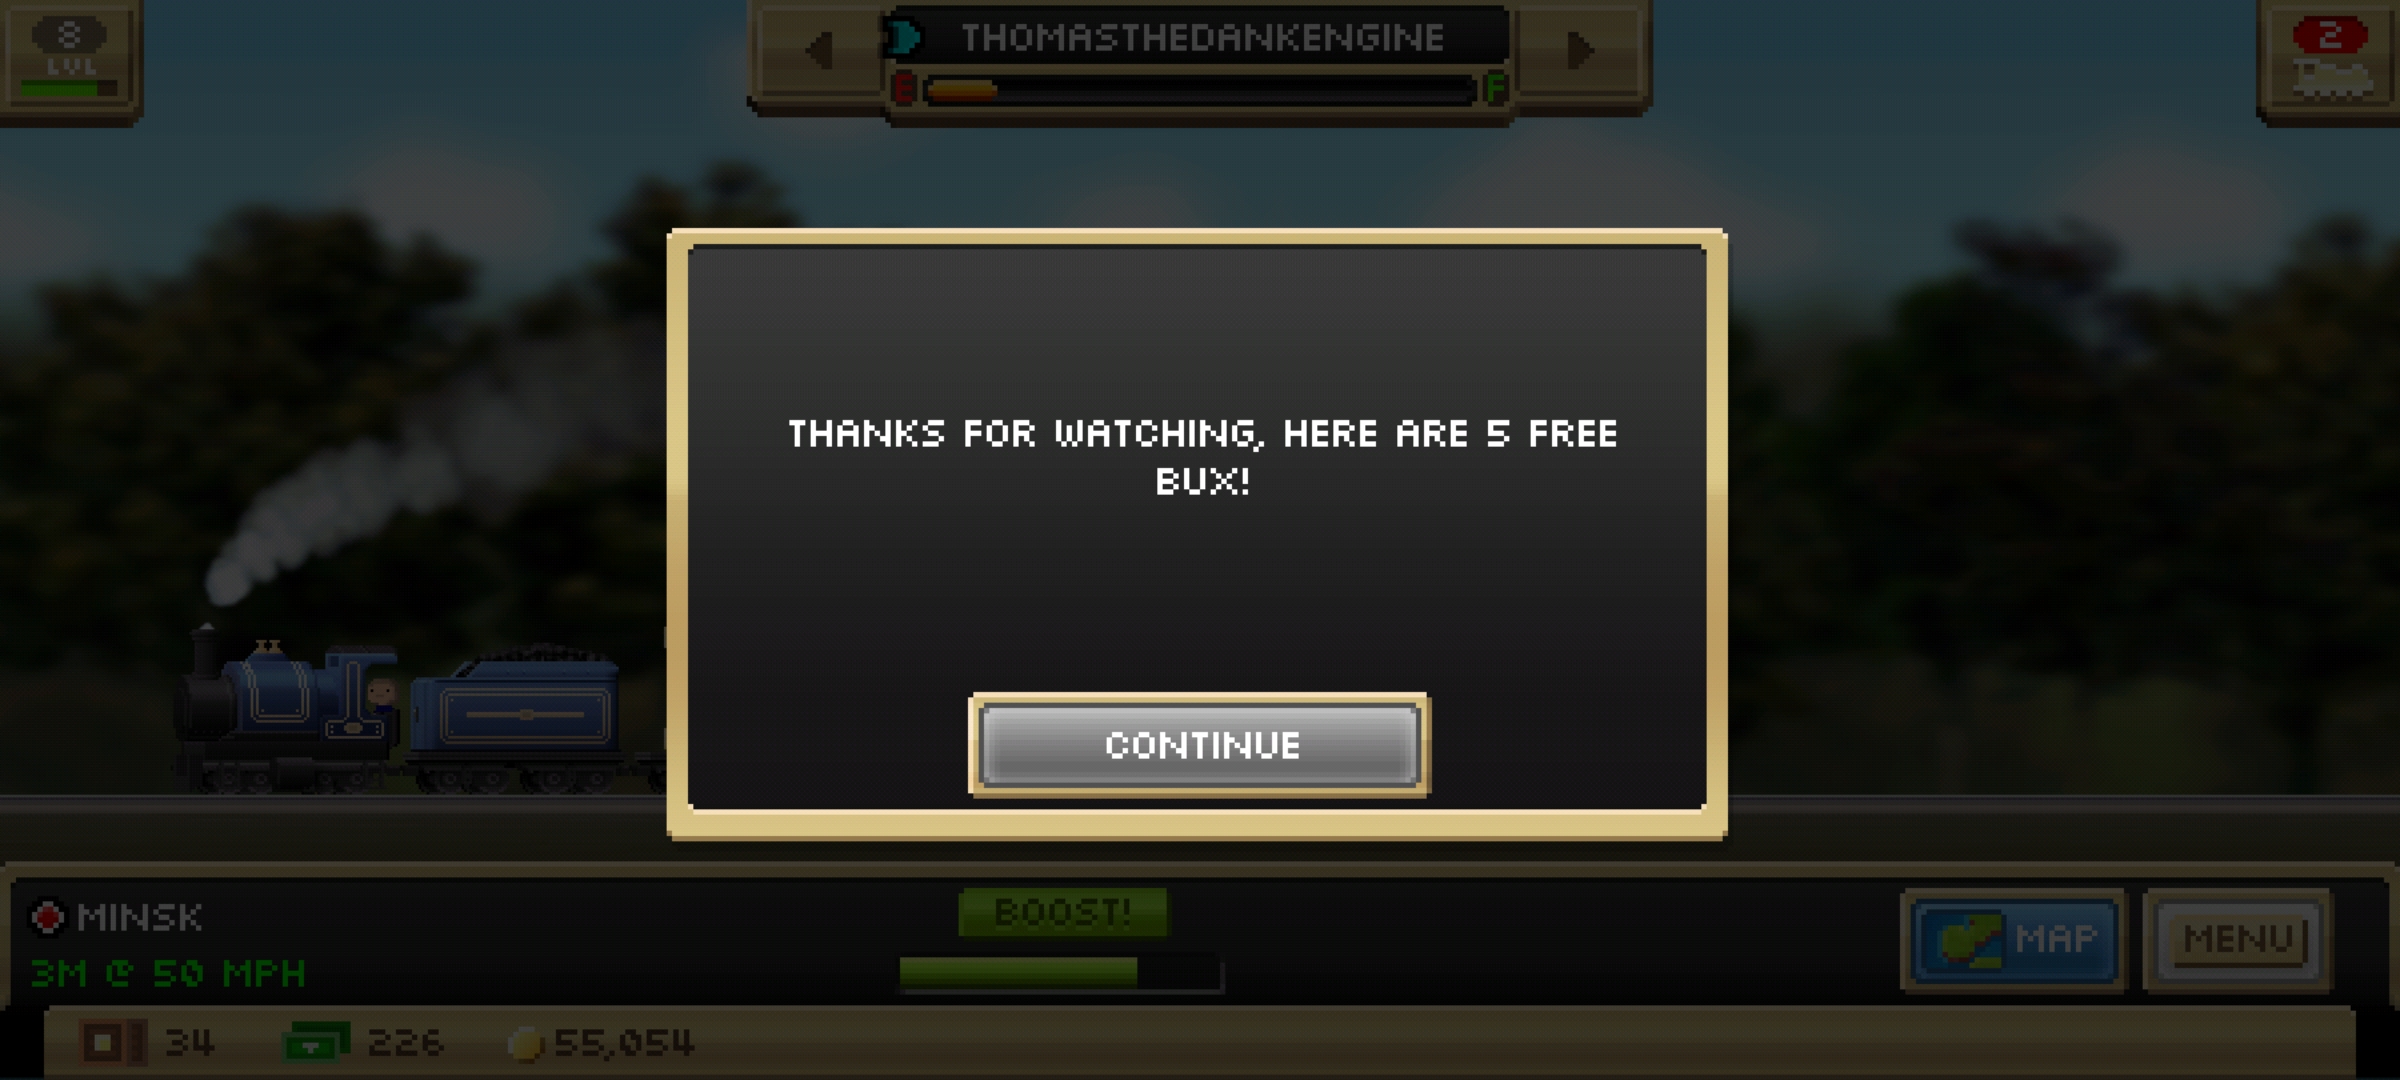 8
LVL
THOMASTHEDANKENGINE
E F
2
THANKS FOR WATCHING, HERE ARE 5 FREE
BUX!
CONTINUE
MINSK
3M @ 50 MPH
BOOST!
MAP
MENU
34 226 55,054